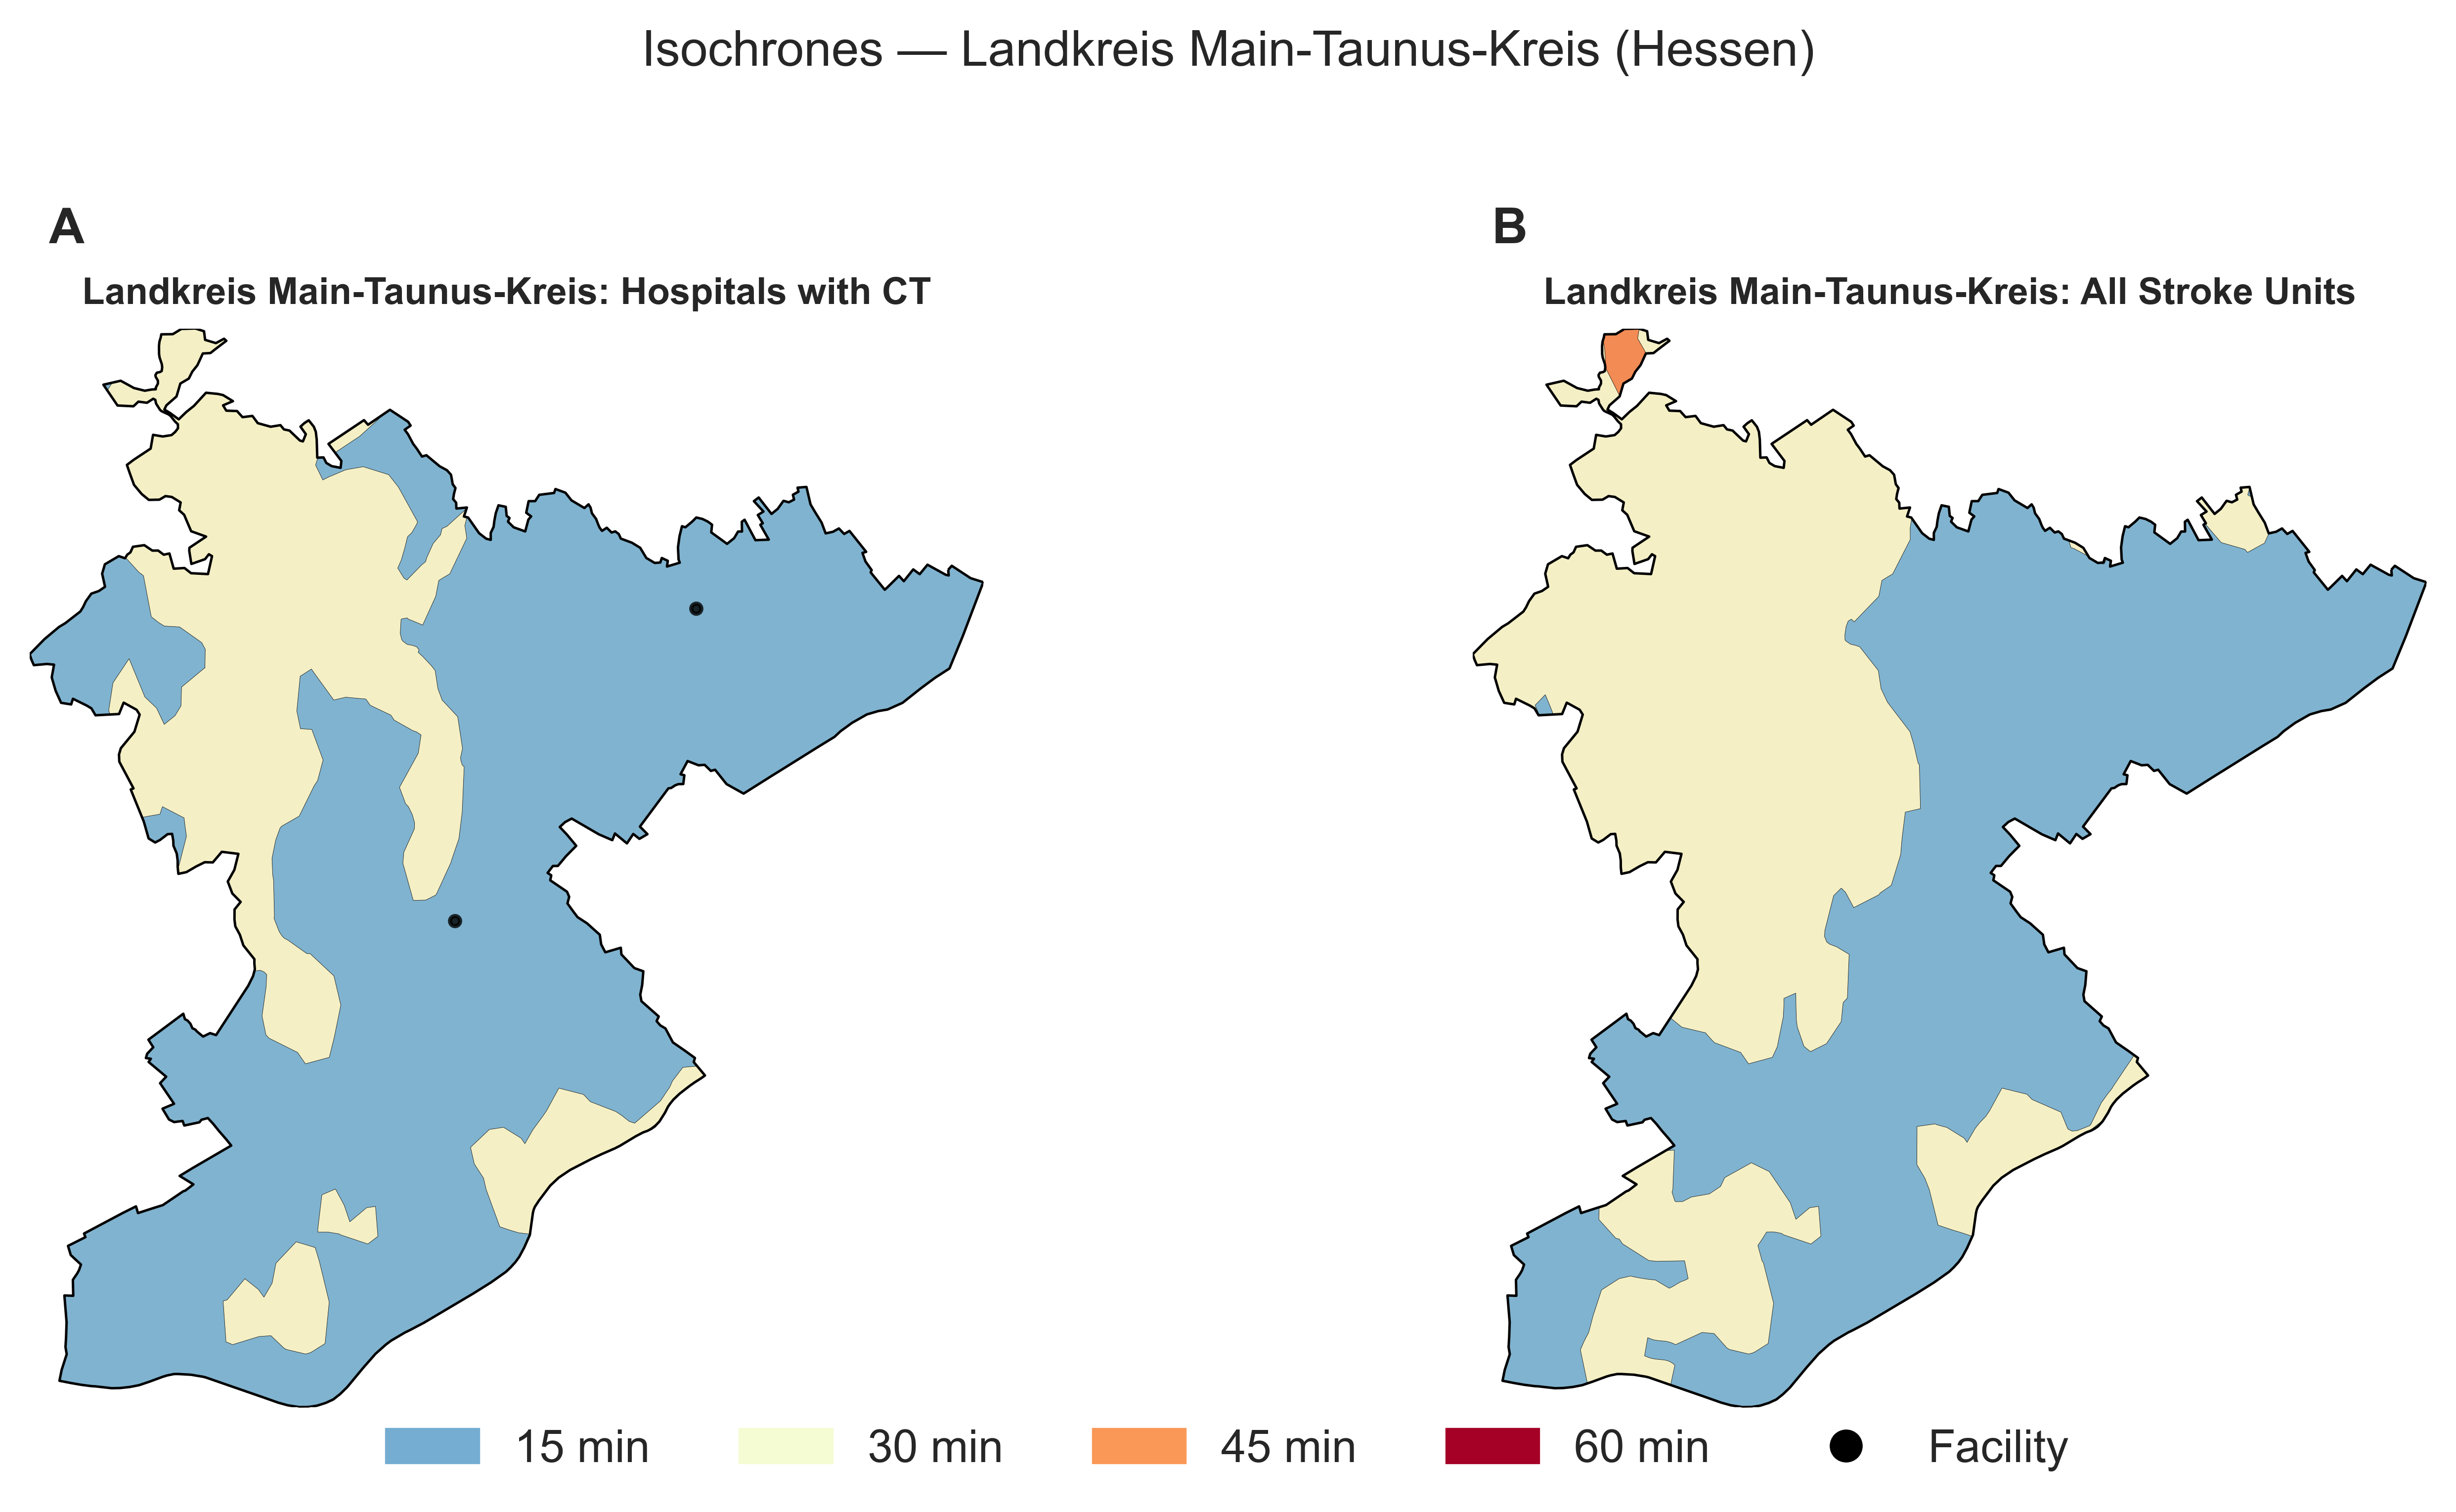 Isochrones — Landkreis Main-Taunus-Kreis (Hessen)
A
Landkreis Main-Taunus-Kreis: Hospitals with CT
B
Landkreis Main-Taunus-Kreis: All Stroke Units
15 min
30 min
45 min
60 min
Facility